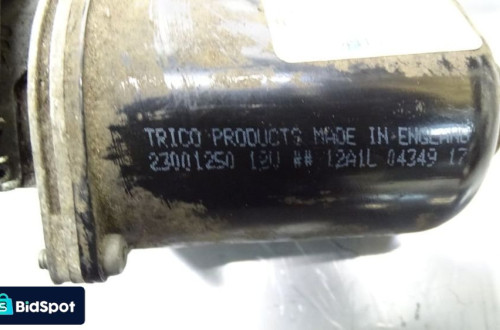 TRICO PRODUCTS MADE IN ENGLAND
23001250 12V ## 12A1L 04349 17
BidSpot